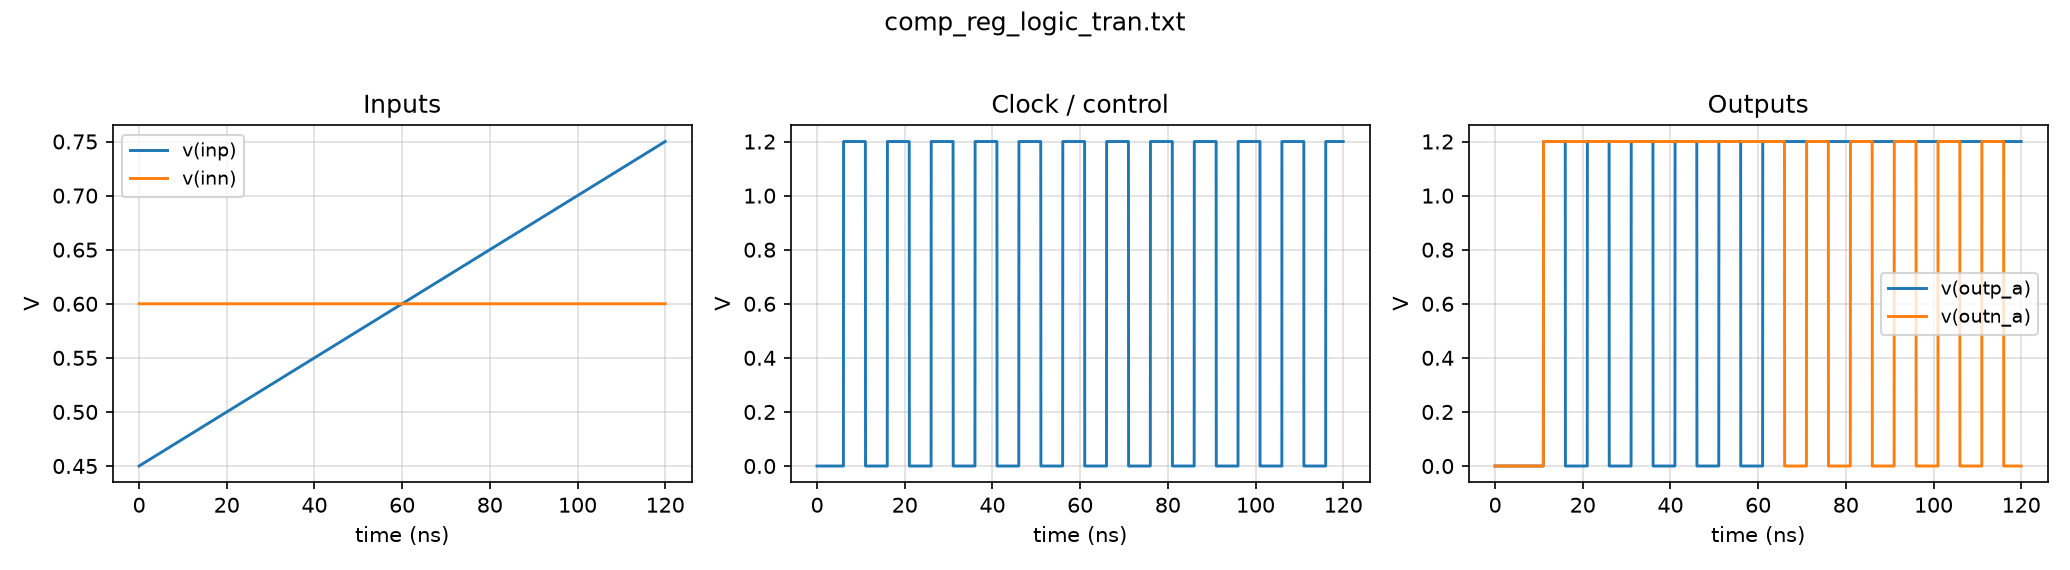 comp_reg_logic_tran.txt
Inputs
V
0.75
0.70
0.65
0.60
0.55
0.50
0.45
v(inp)
v(inn)
0 20 40 60 80 100 120
time (ns)
Clock / control
V
1.2
1.0
0.8
0.6
0.4
0.2
0.0
0 20 40 60 80 100 120
time (ns)
Outputs
V
1.2
1.0
0.8
0.6
0.4
0.2
0.0
v(outp_a)
v(outn_a)
0 20 40 60 80 100 120
time (ns)